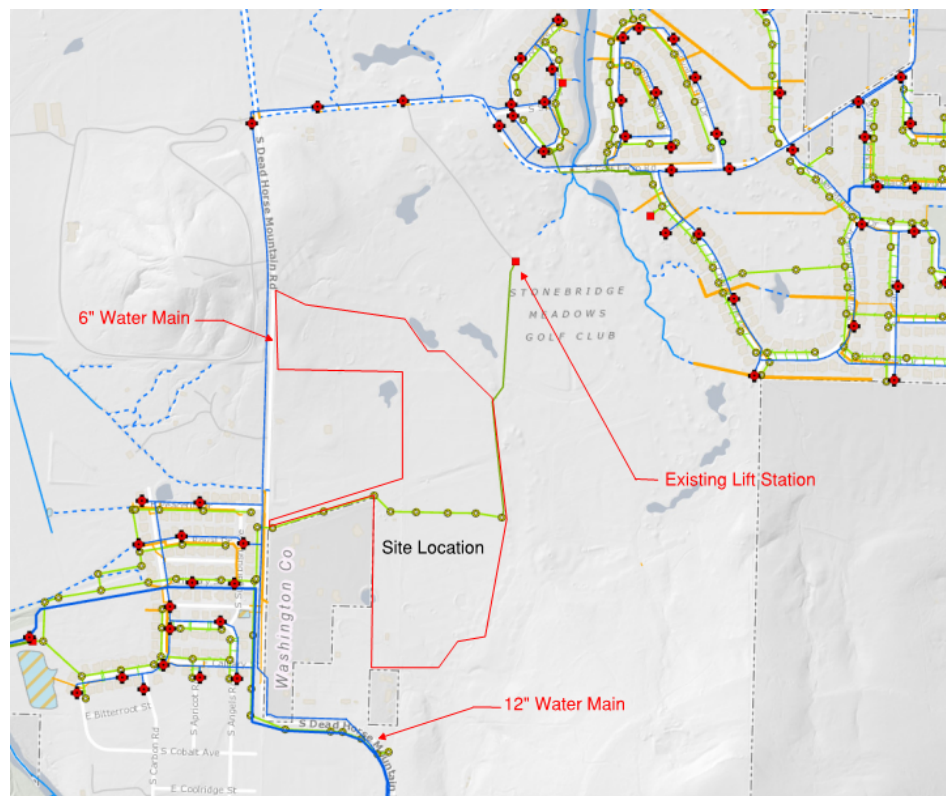 S Dead Horse Mountain Rd
STONEBRIDGE
MEADOWS
GOLF CLUB
6" Water Main
Existing Lift Station
Site Location
Washington Co
12" Water Main
S Dead Horse Mountain
E Bitterroot St
S Carbon Rd
S Apricot R
S Angels R
S Cobalt Ave
E Coolridge St